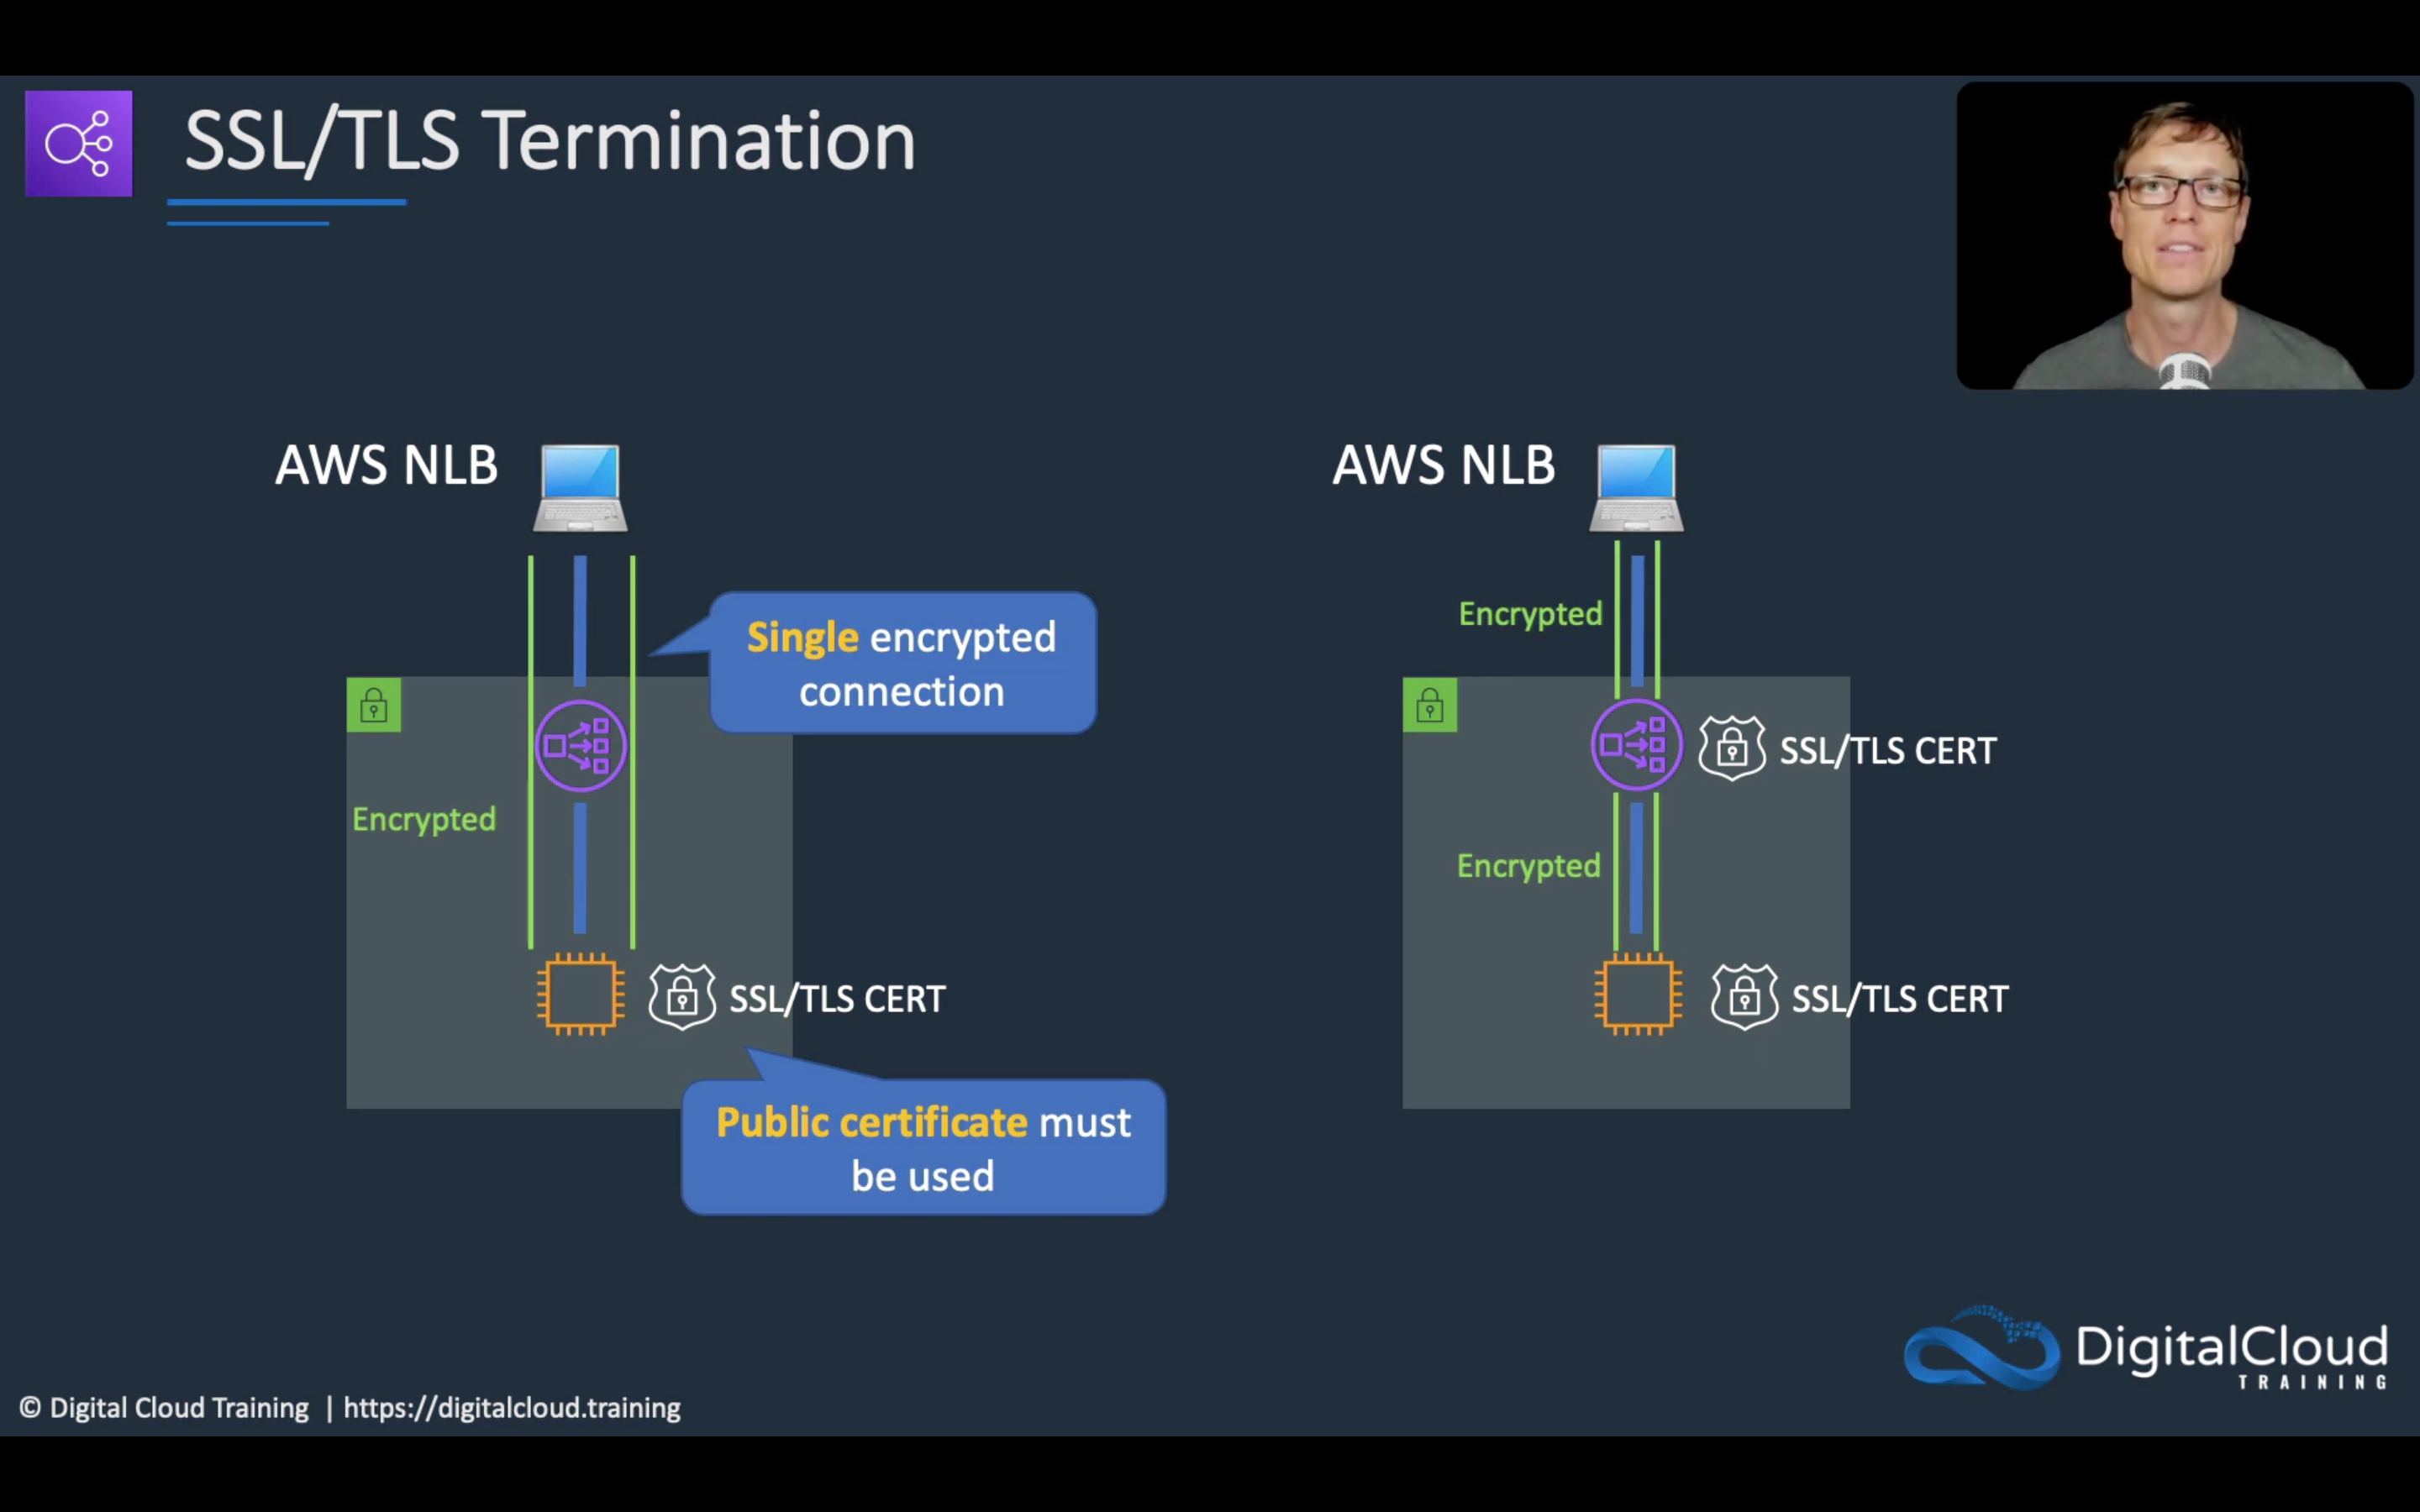 SSL/TLS Termination
AWS NLB
Single encrypted
connection
Encrypted
SSL/TLS CERT
Public certificate must
be used
AWS NLB
Encrypted
SSL/TLS CERT
Encrypted
SSL/TLS CERT
DigitalCloud
TRAINING
© Digital Cloud Training | https://digitalcloud.training